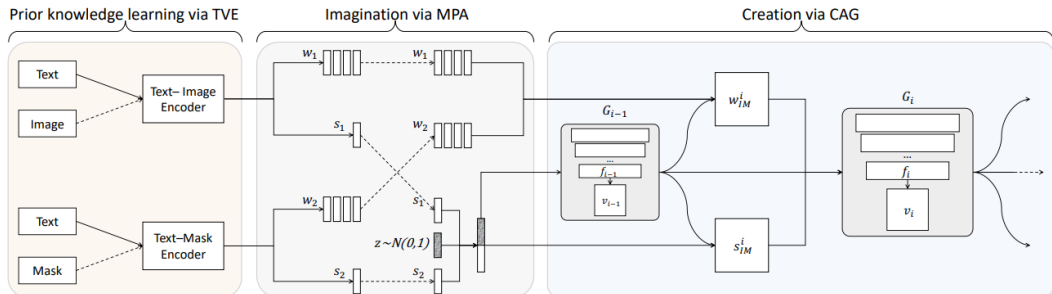 Prior knowledge learning via TVE
Imagination via MPA
Creation via CAG
Text
Image
Text– Image
Encoder
Text
Mask
Text–Mask
Encoder
w₁
w₁
s₁
w₂
w₂
s₁
z~N(0,1)
s₂
s₂
Gᵢ₋₁
...
fᵢ₋₁
vᵢ₋₁
wⁱ_IM
sⁱ_IM
Gᵢ
...
fᵢ
vᵢ